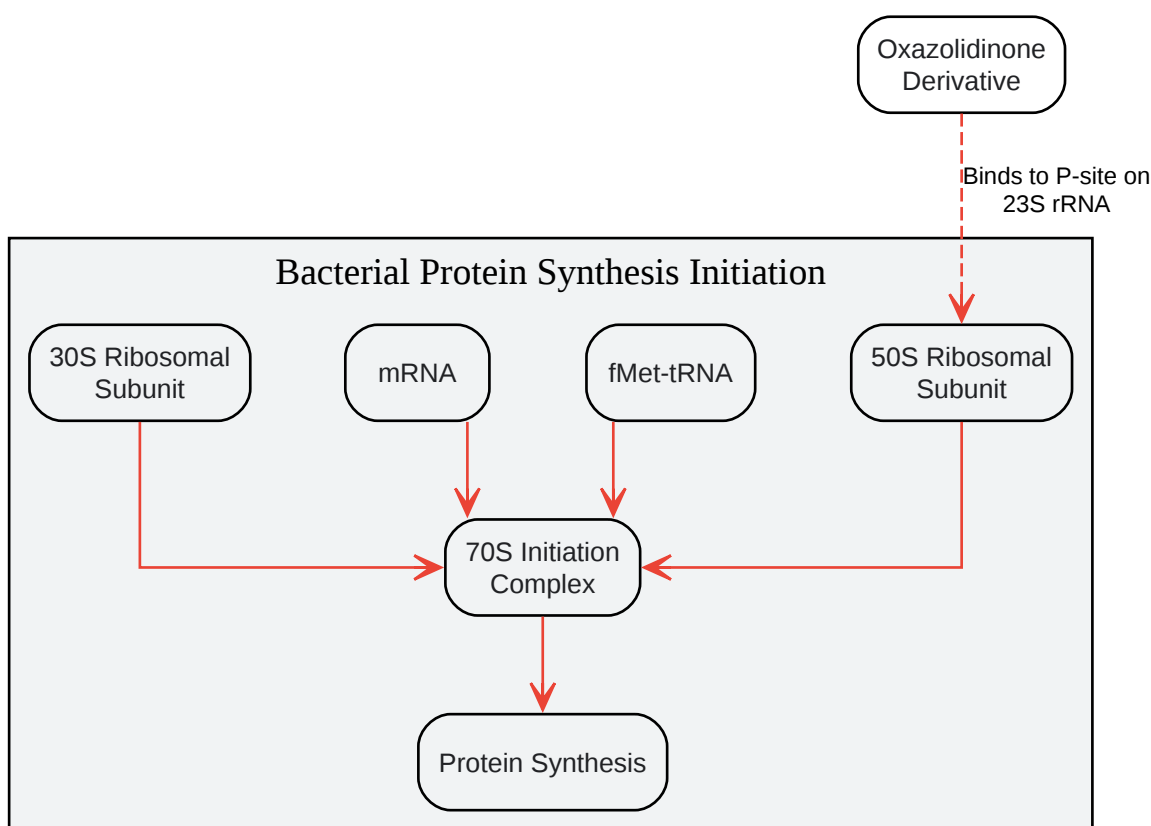 Oxazolidinone
Derivative
Binds to P-site on
23S rRNA
Bacterial Protein Synthesis Initiation
30S Ribosomal
Subunit
mRNA
fMet-tRNA
50S Ribosomal
Subunit
70S Initiation
Complex
Protein Synthesis